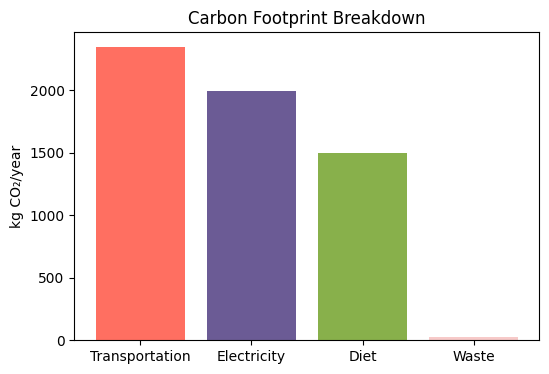 Carbon Footprint Breakdown
kg CO₂/year
2000
1500
1000
500
0
Transportation Electricity Diet Waste